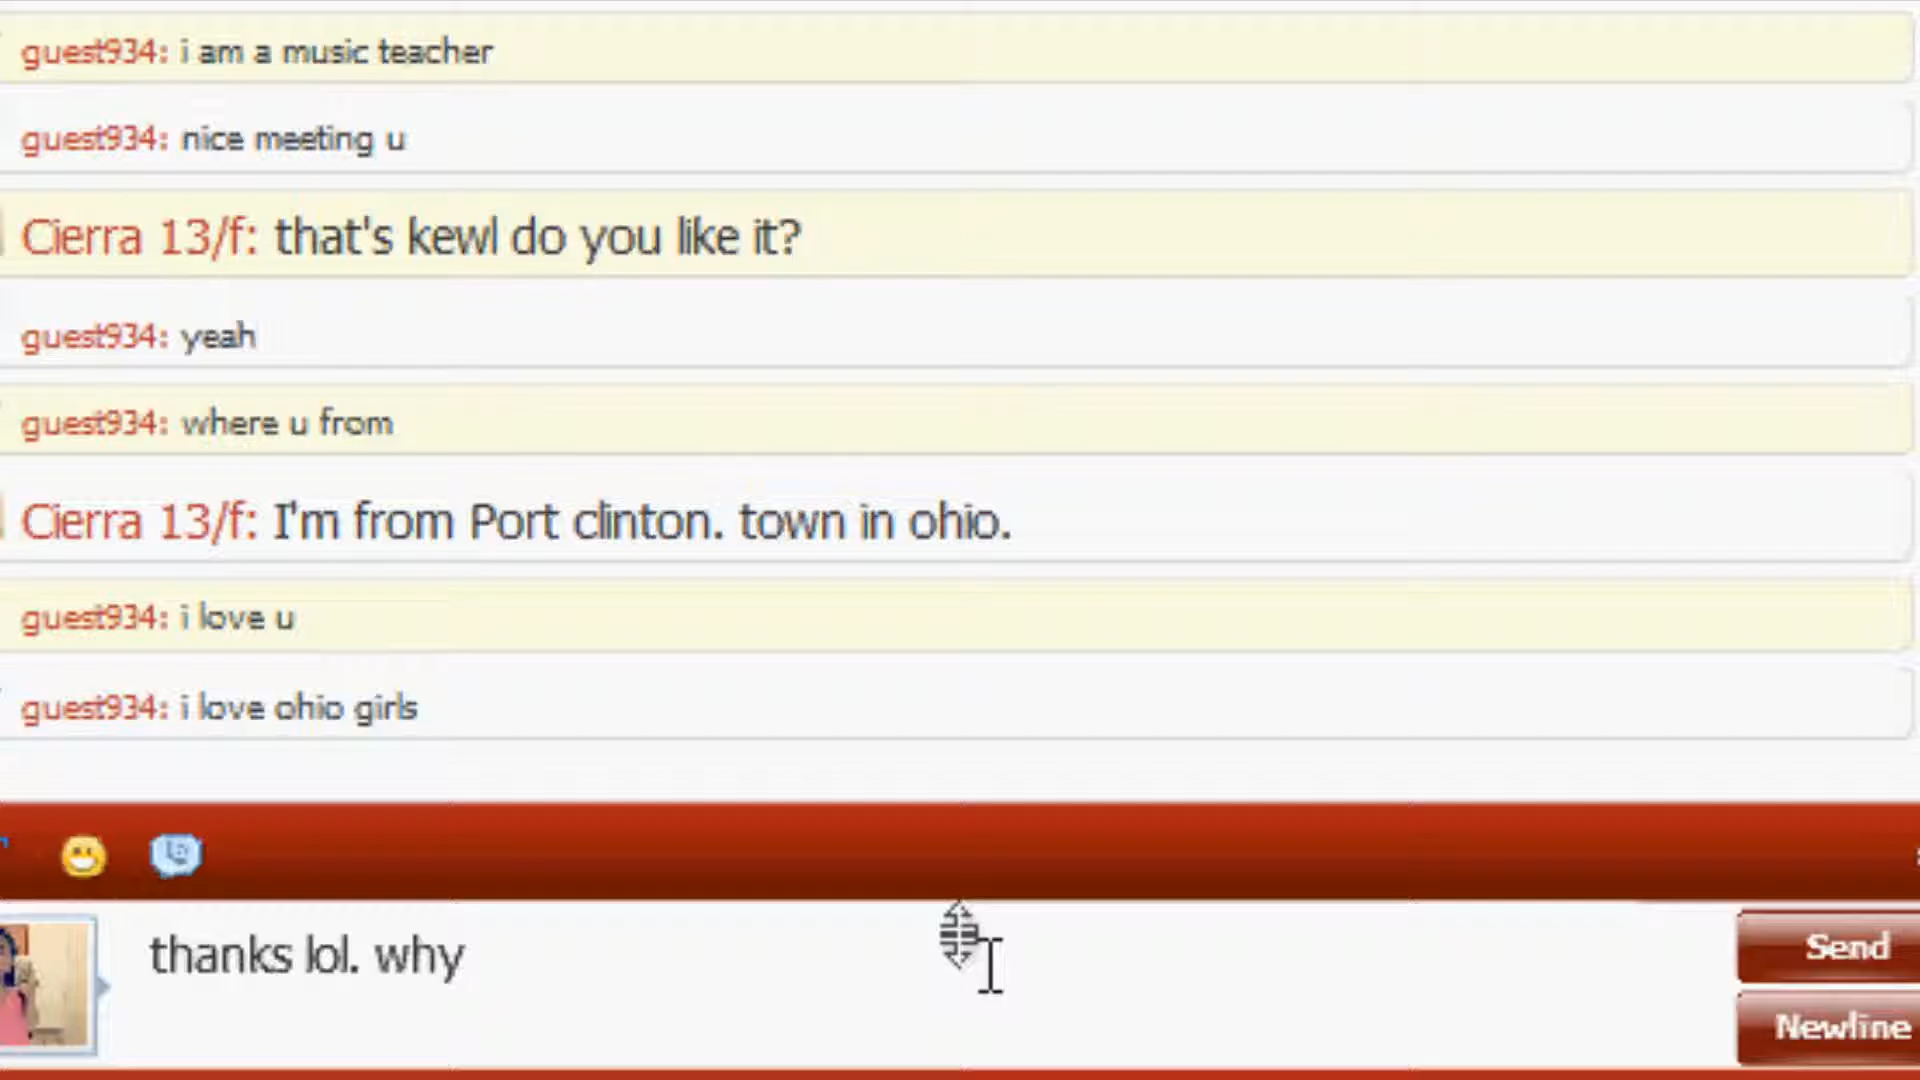 guest934: i am a music teacher
guest934: nice meeting u
Cierra 13/f: that's kewl do you like it?
guest934: yeah
guest934: where u from
Cierra 13/f: I'm from Port clinton. town in ohio.
guest934: i love u
guest934: i love ohio girls
thanks lol. why
Send
Newline